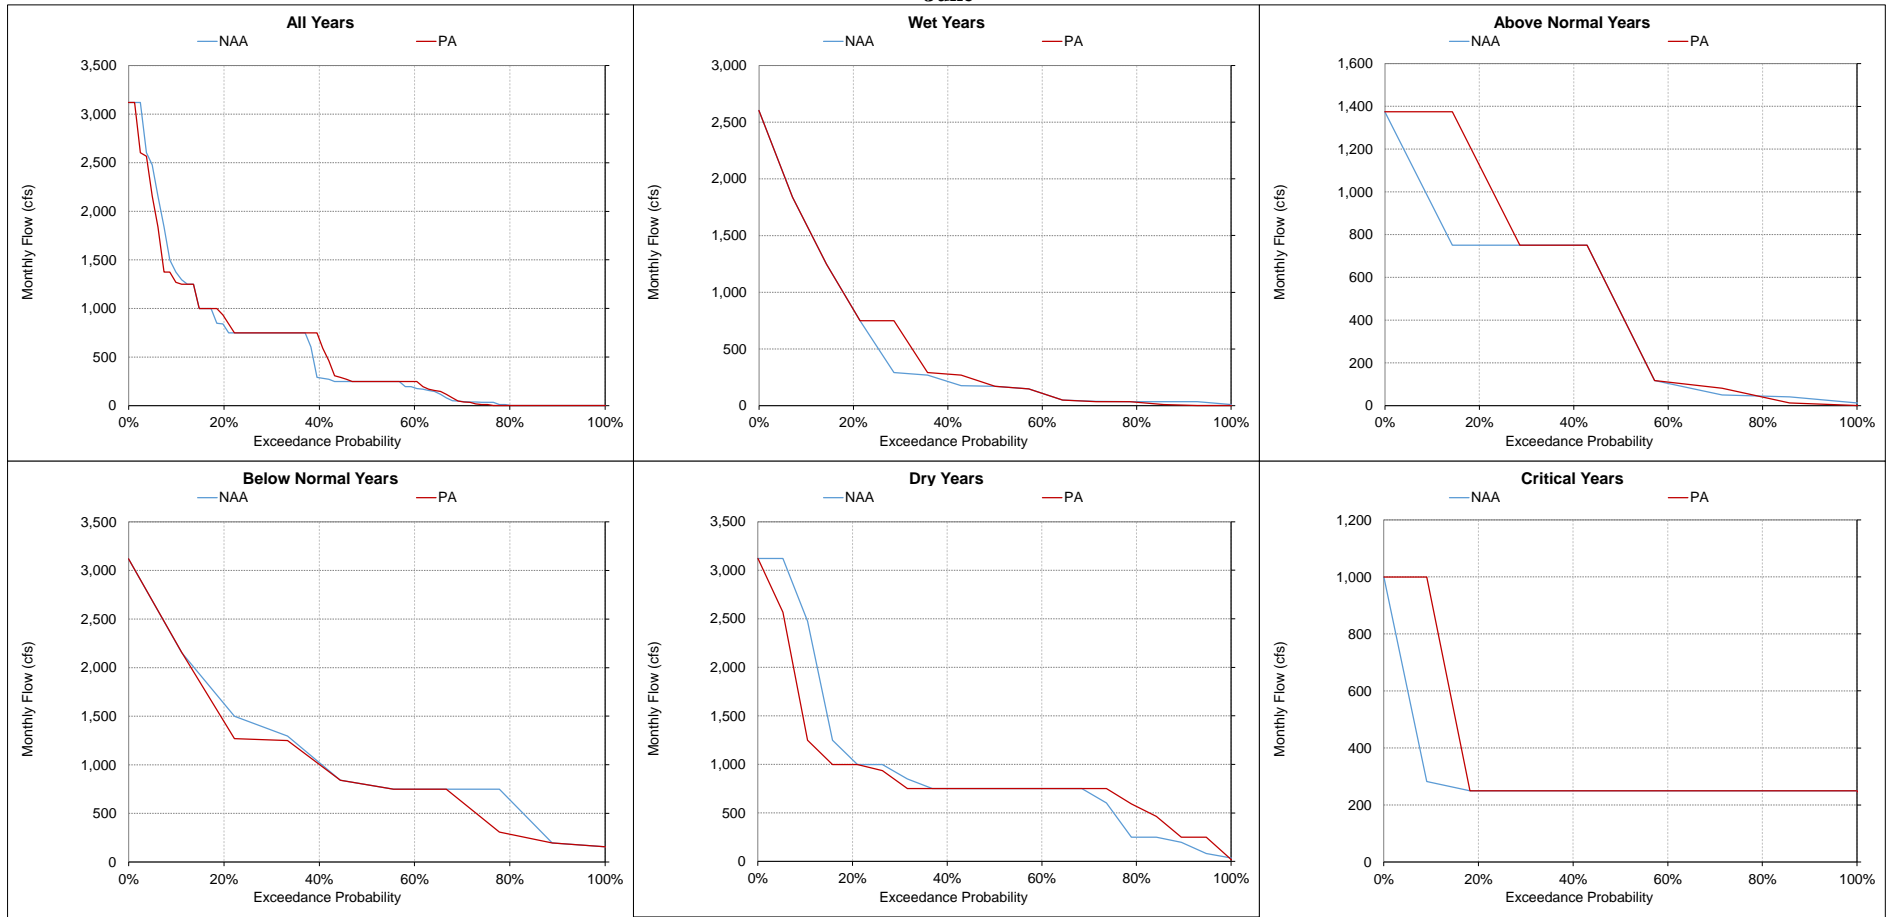 All Years
NAA PA
3,500
3,000
2,500
2,000
1,500
1,000
500
0
0% 20% 40% 60% 80% 100%
Monthly Flow (cfs)
Exceedance Probability
Wet Years
NAA PA
3,000
2,500
2,000
1,500
1,000
500
0
0% 20% 40% 60% 80% 100%
Monthly Flow (cfs)
Exceedance Probability
Above Normal Years
NAA PA
1,600
1,400
1,200
1,000
800
600
400
200
0
0% 20% 40% 60% 80% 100%
Monthly Flow (cfs)
Exceedance Probability
Below Normal Years
NAA PA
3,500
3,000
2,500
2,000
1,500
1,000
500
0
0% 20% 40% 60% 80% 100%
Monthly Flow (cfs)
Exceedance Probability
Dry Years
NAA PA
3,500
3,000
2,500
2,000
1,500
1,000
500
0
0% 20% 40% 60% 80% 100%
Monthly Flow (cfs)
Exceedance Probability
Critical Years
NAA PA
1,200
1,000
800
600
400
200
0
0% 20% 40% 60% 80% 100%
Monthly Flow (cfs)
Exceedance Probability